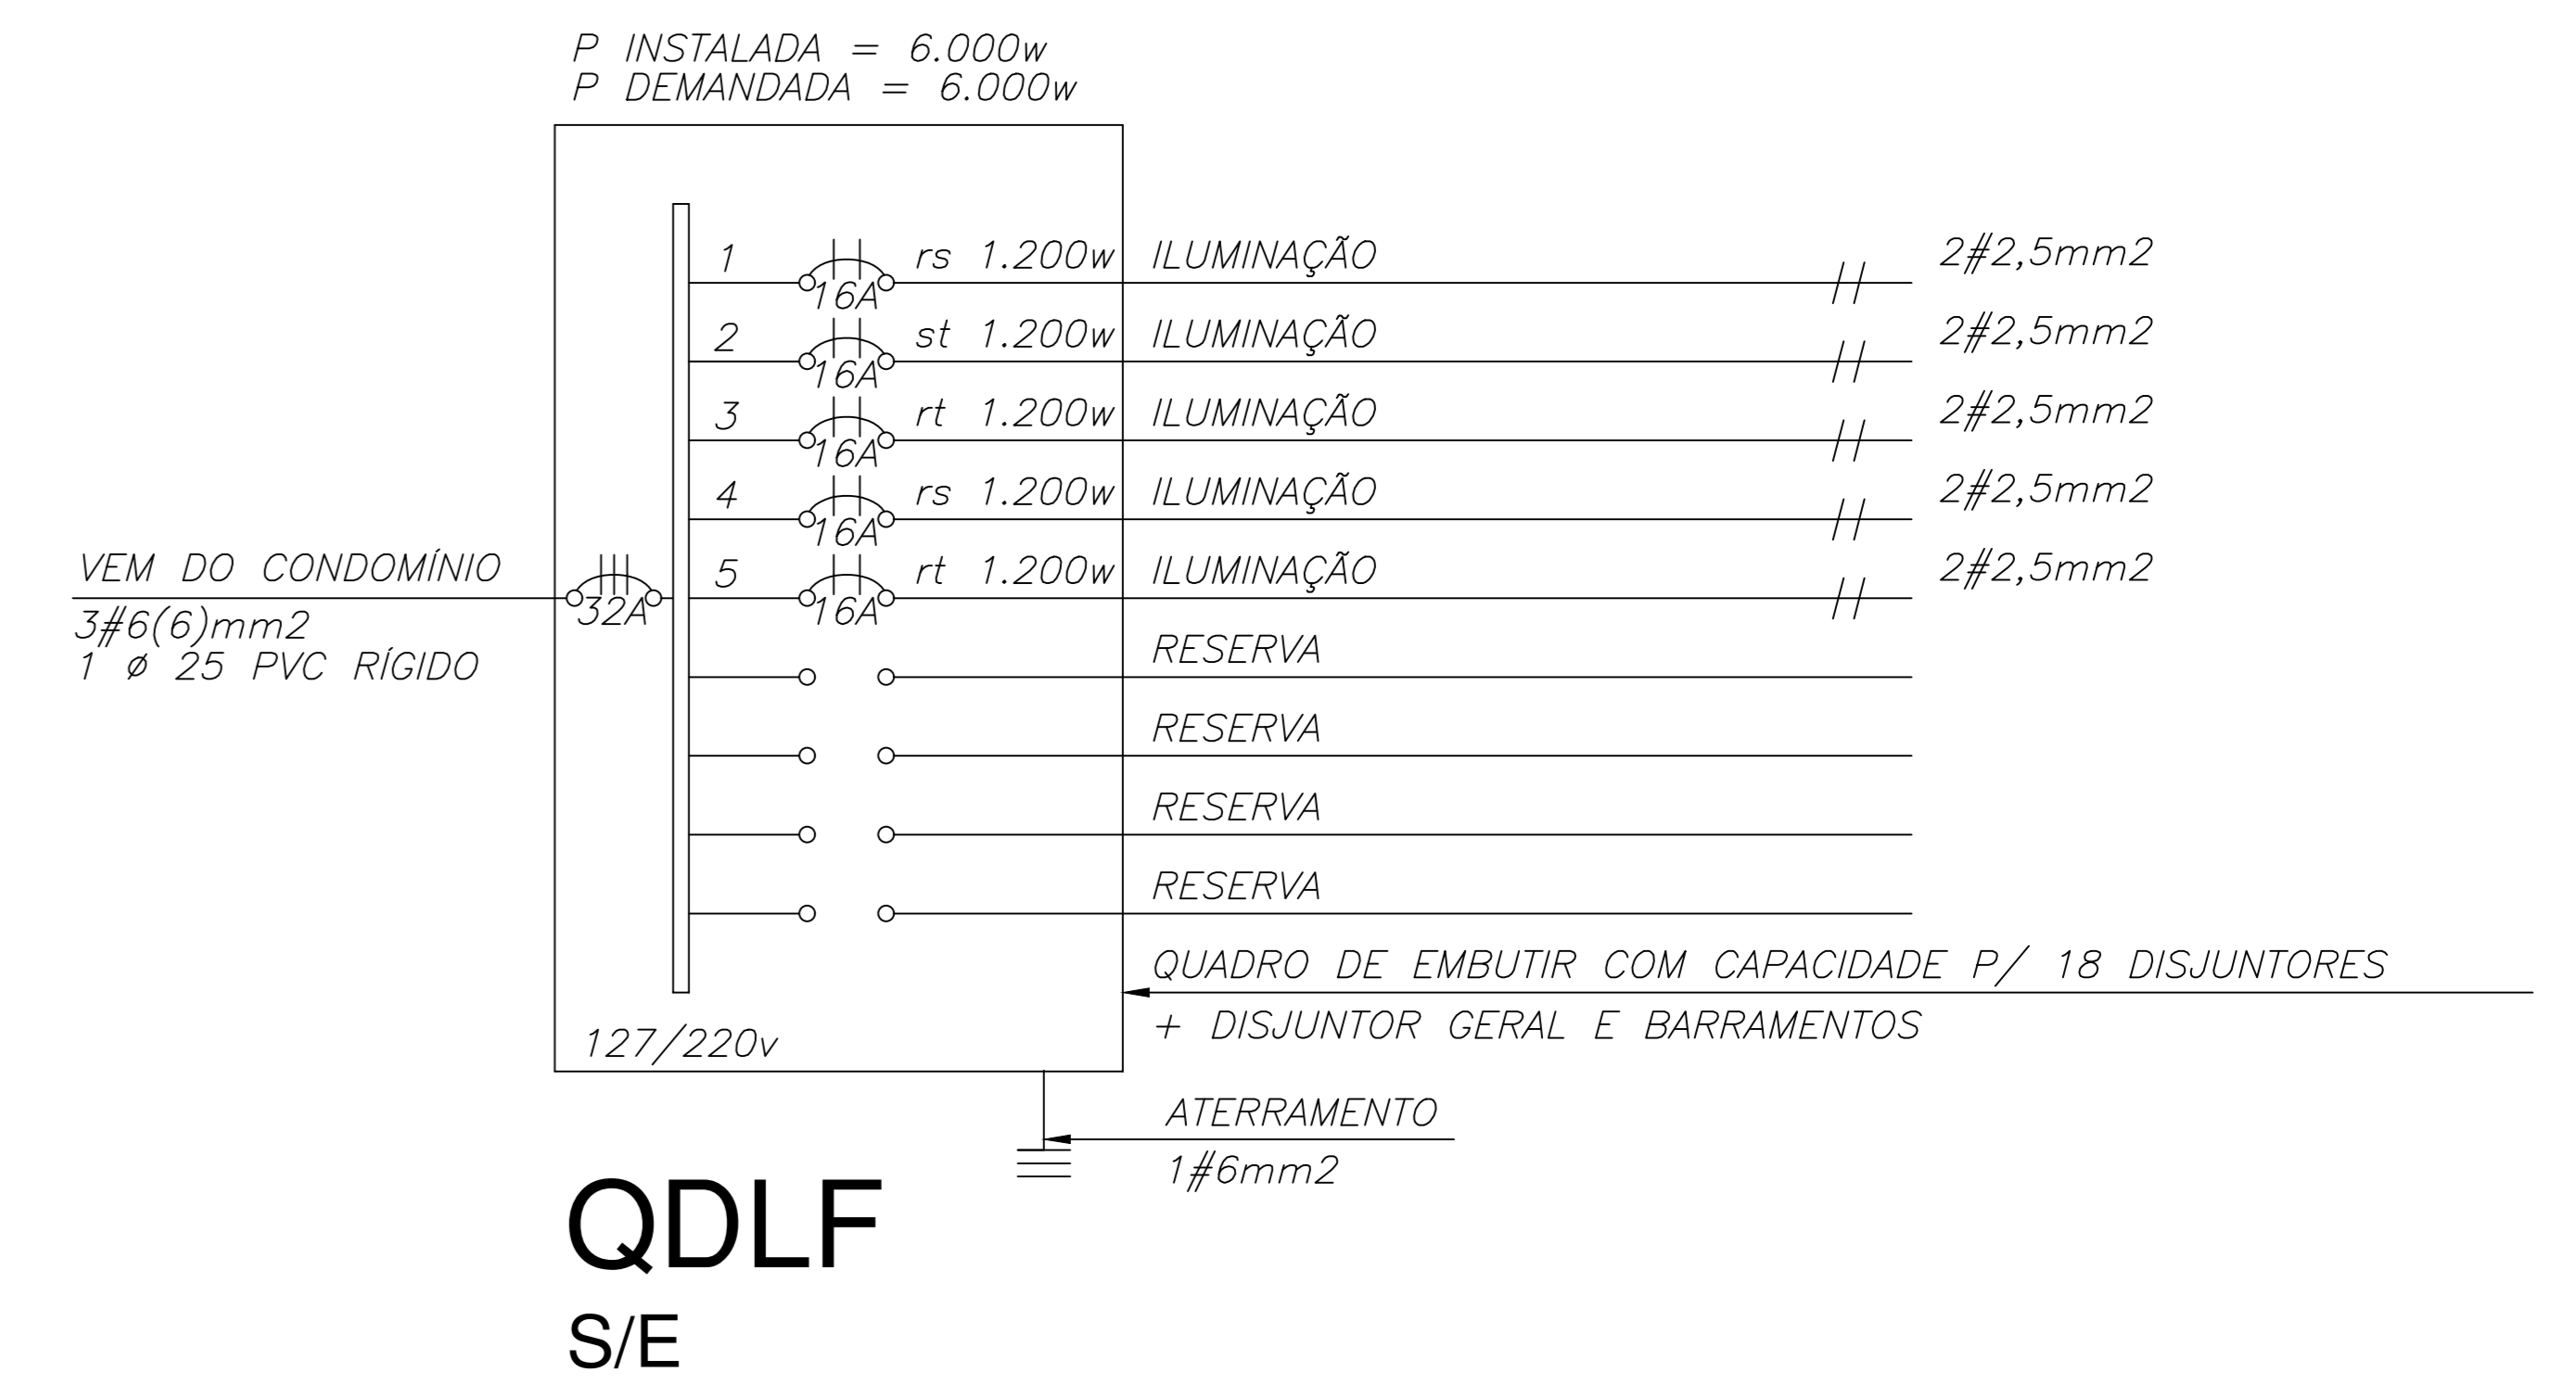 P INSTALADA = 6.000w
P DEMANDADA = 6.000w
1 16A rs 1.200w ILUMINAÇÃO 2#2,5mm2
2 16A st 1.200w ILUMINAÇÃO 2#2,5mm2
3 16A rt 1.200w ILUMINAÇÃO 2#2,5mm2
4 16A rs 1.200w ILUMINAÇÃO 2#2,5mm2
5 16A rt 1.200w ILUMINAÇÃO 2#2,5mm2
VEM DO CONDOMÍNIO
32A
3#6(6)mm2
1 ø 25 PVC RÍGIDO
RESERVA
RESERVA
RESERVA
RESERVA
QUADRO DE EMBUTIR COM CAPACIDADE P/ 18 DISJUNTORES
+ DISJUNTOR GERAL E BARRAMENTOS
127/220v
ATERRAMENTO
1#6mm2
QDLF
S/E